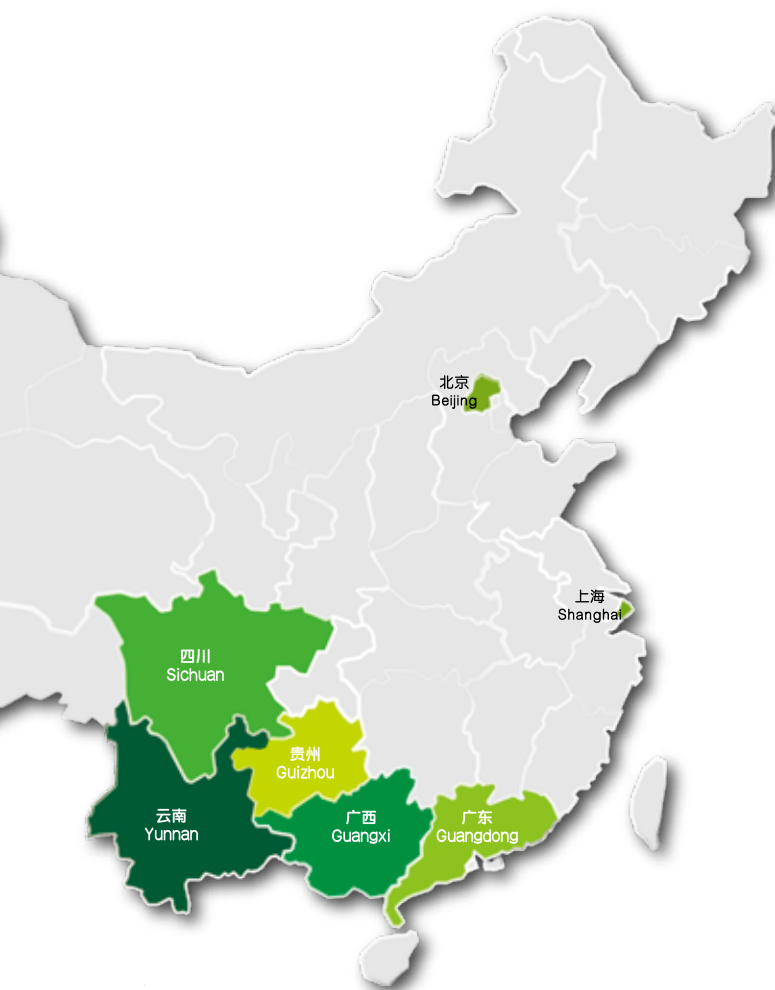 北京
Beijing
上海
Shanghai
四川
Sichuan
贵州
Guizhou
云南
Yunnan
广西
Guangxi
广东
Guangdong